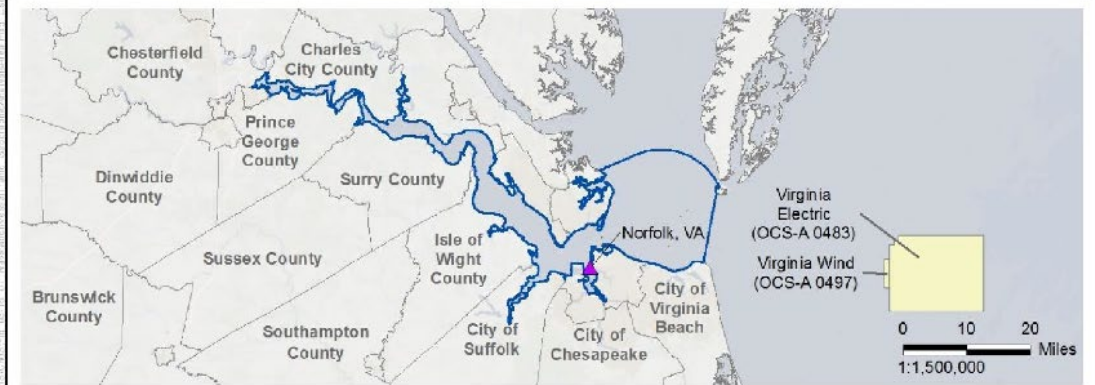 Chesterfield
County
Charles
City County
Prince
George
County
Dinwiddie
County
Surry County
Sussex County
Isle of
Wight
County
Norfolk, VA
Virginia
Electric
(OCS-A 0483)
Virginia Wind
(OCS-A 0497)
Brunswick
County
Southampton
County
City of
Suffolk
City of
Chesapeake
City of
Virginia
Beach
0 10 20
Miles
1:1,500,000